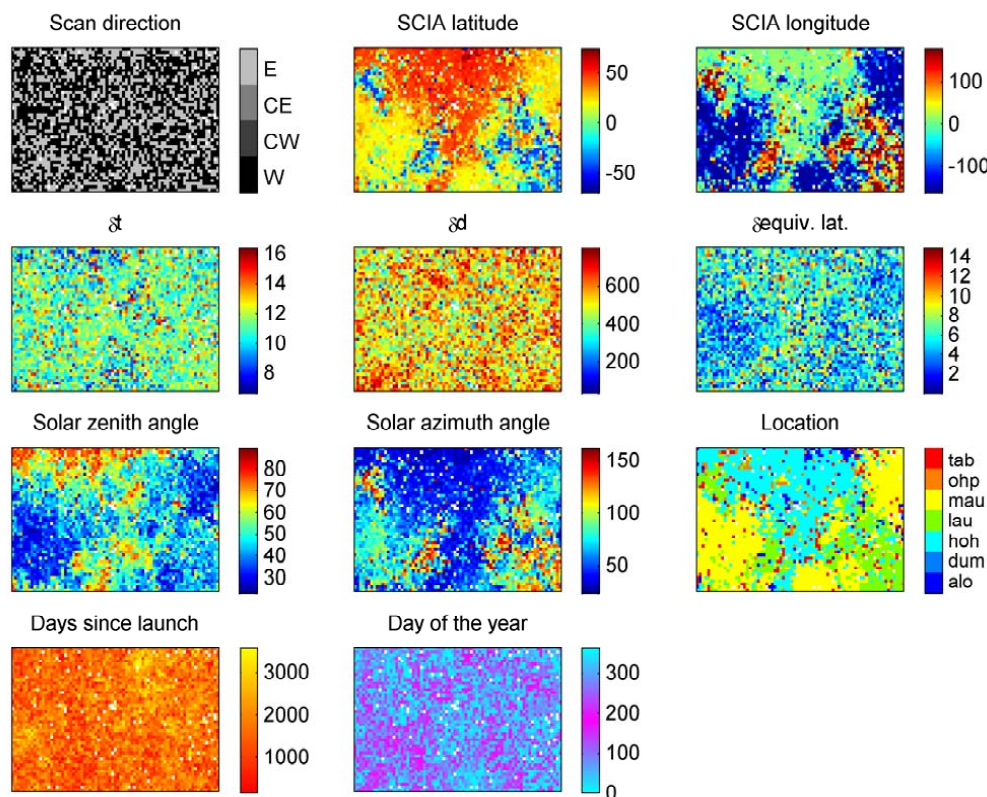 Scan direction
E
CE
CW
W
SCIA latitude
50
0
-50
SCIA longitude
100
0
-100
δt
16
14
12
10
8
δd
600
400
200
δequiv. lat.
14
12
10
8
6
4
2
Solar zenith angle
80
70
60
50
40
30
Solar azimuth angle
150
100
50
Location
tab
ohp
mau
lau
hoh
dum
alo
Days since launch
3000
2000
1000
Day of the year
300
200
100
0